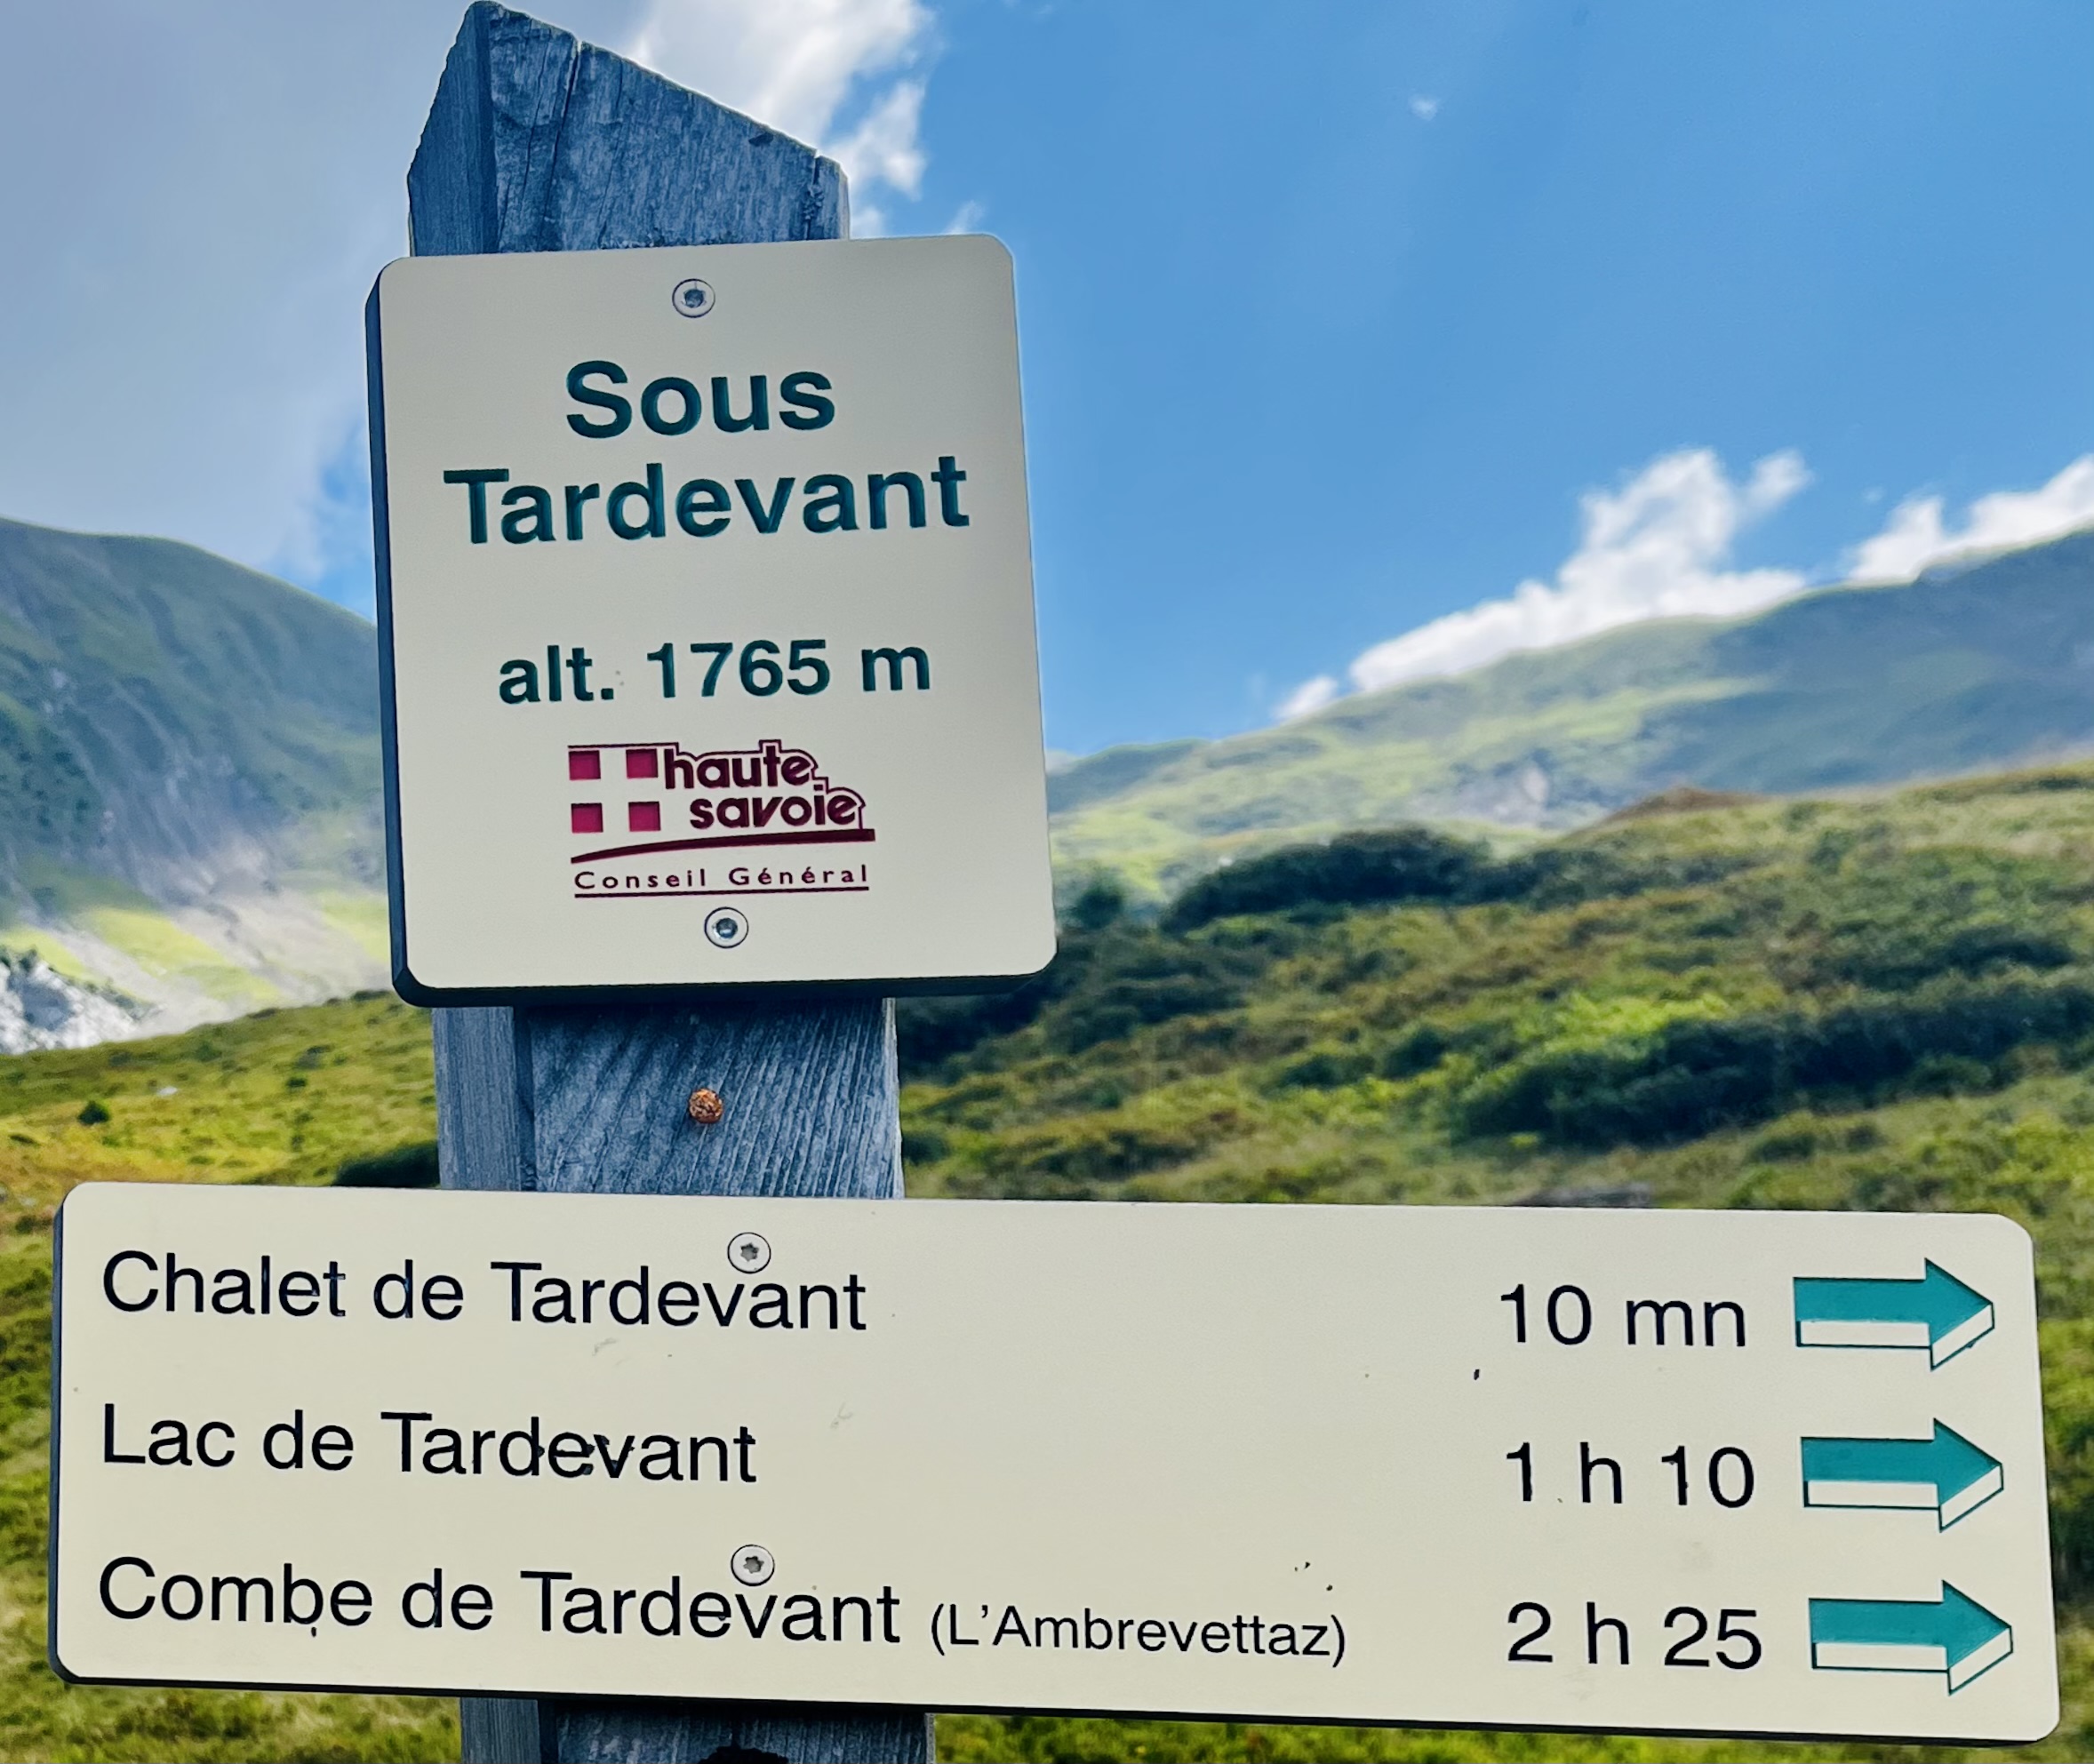 Sous
Tardevant
alt. 1765 m
haute
savoie
Conseil Général
Chalet de Tardevant 10 mn
Lac de Tardevant 1 h 10
Combe de Tardevant (L'Ambrevettaz) 2 h 25